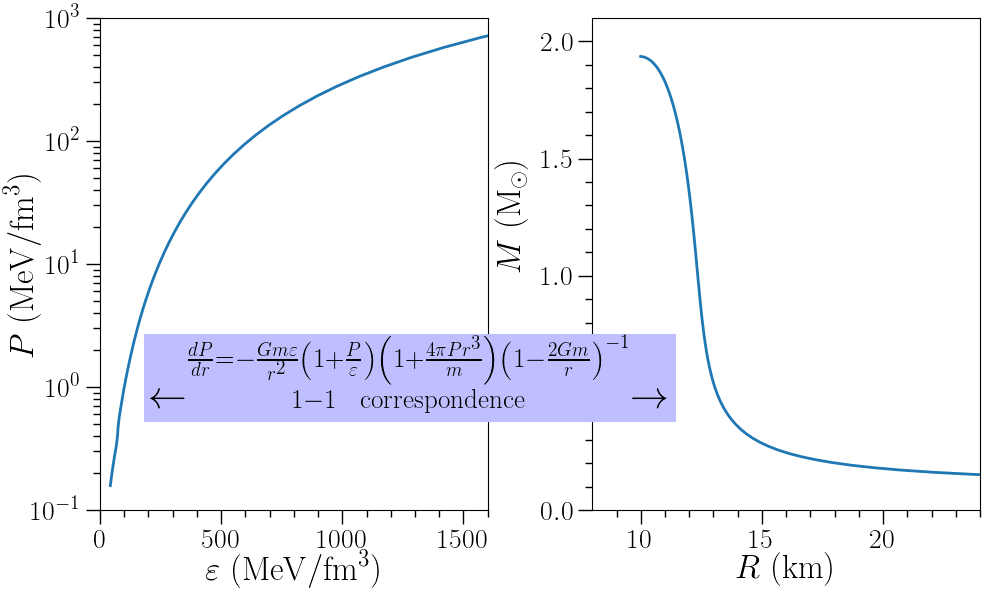 10³
10²
10¹
10⁰
10⁻¹
P (MeV/fm³)
0
500
1000
1500
ε (MeV/fm³)
2.0
1.5
1.0
0.0
M (M☉)
10
15
20
R (km)
dP/dr=−Gmε/r²(1+P/ε)(1+4πPr³/m)(1−2Gm/r)⁻¹
← 1−1 correspondence →